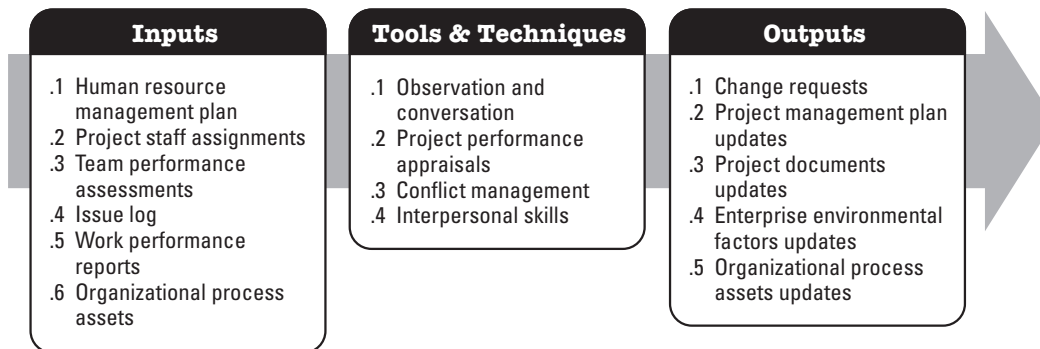 Inputs
.1 Human resource
management plan
.2 Project staff assignments
.3 Team performance
assessments
.4 Issue log
.5 Work performance
reports
.6 Organizational process
assets
Tools & Techniques
.1 Observation and
conversation
.2 Project performance
appraisals
.3 Conflict management
.4 Interpersonal skills
Outputs
.1 Change requests
.2 Project management plan
updates
.3 Project documents
updates
.4 Enterprise environmental
factors updates
.5 Organizational process
assets updates